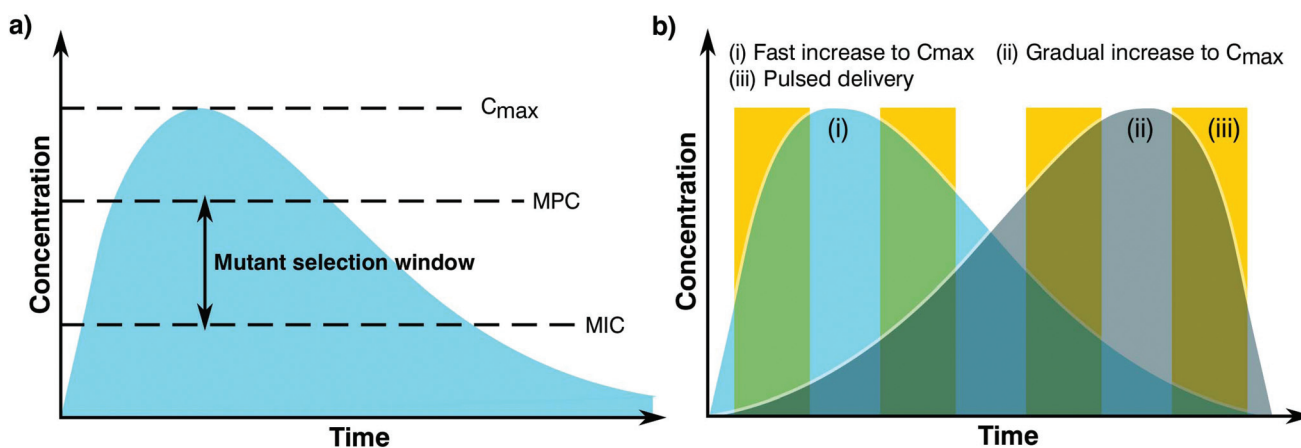 a)
Cmax
MPC
Mutant selection window
MIC
Concentration
Time
b)
(i) Fast increase to Cmax (ii) Gradual increase to Cmax
(iii) Pulsed delivery
(i)
(ii)
(iii)
Concentration
Time